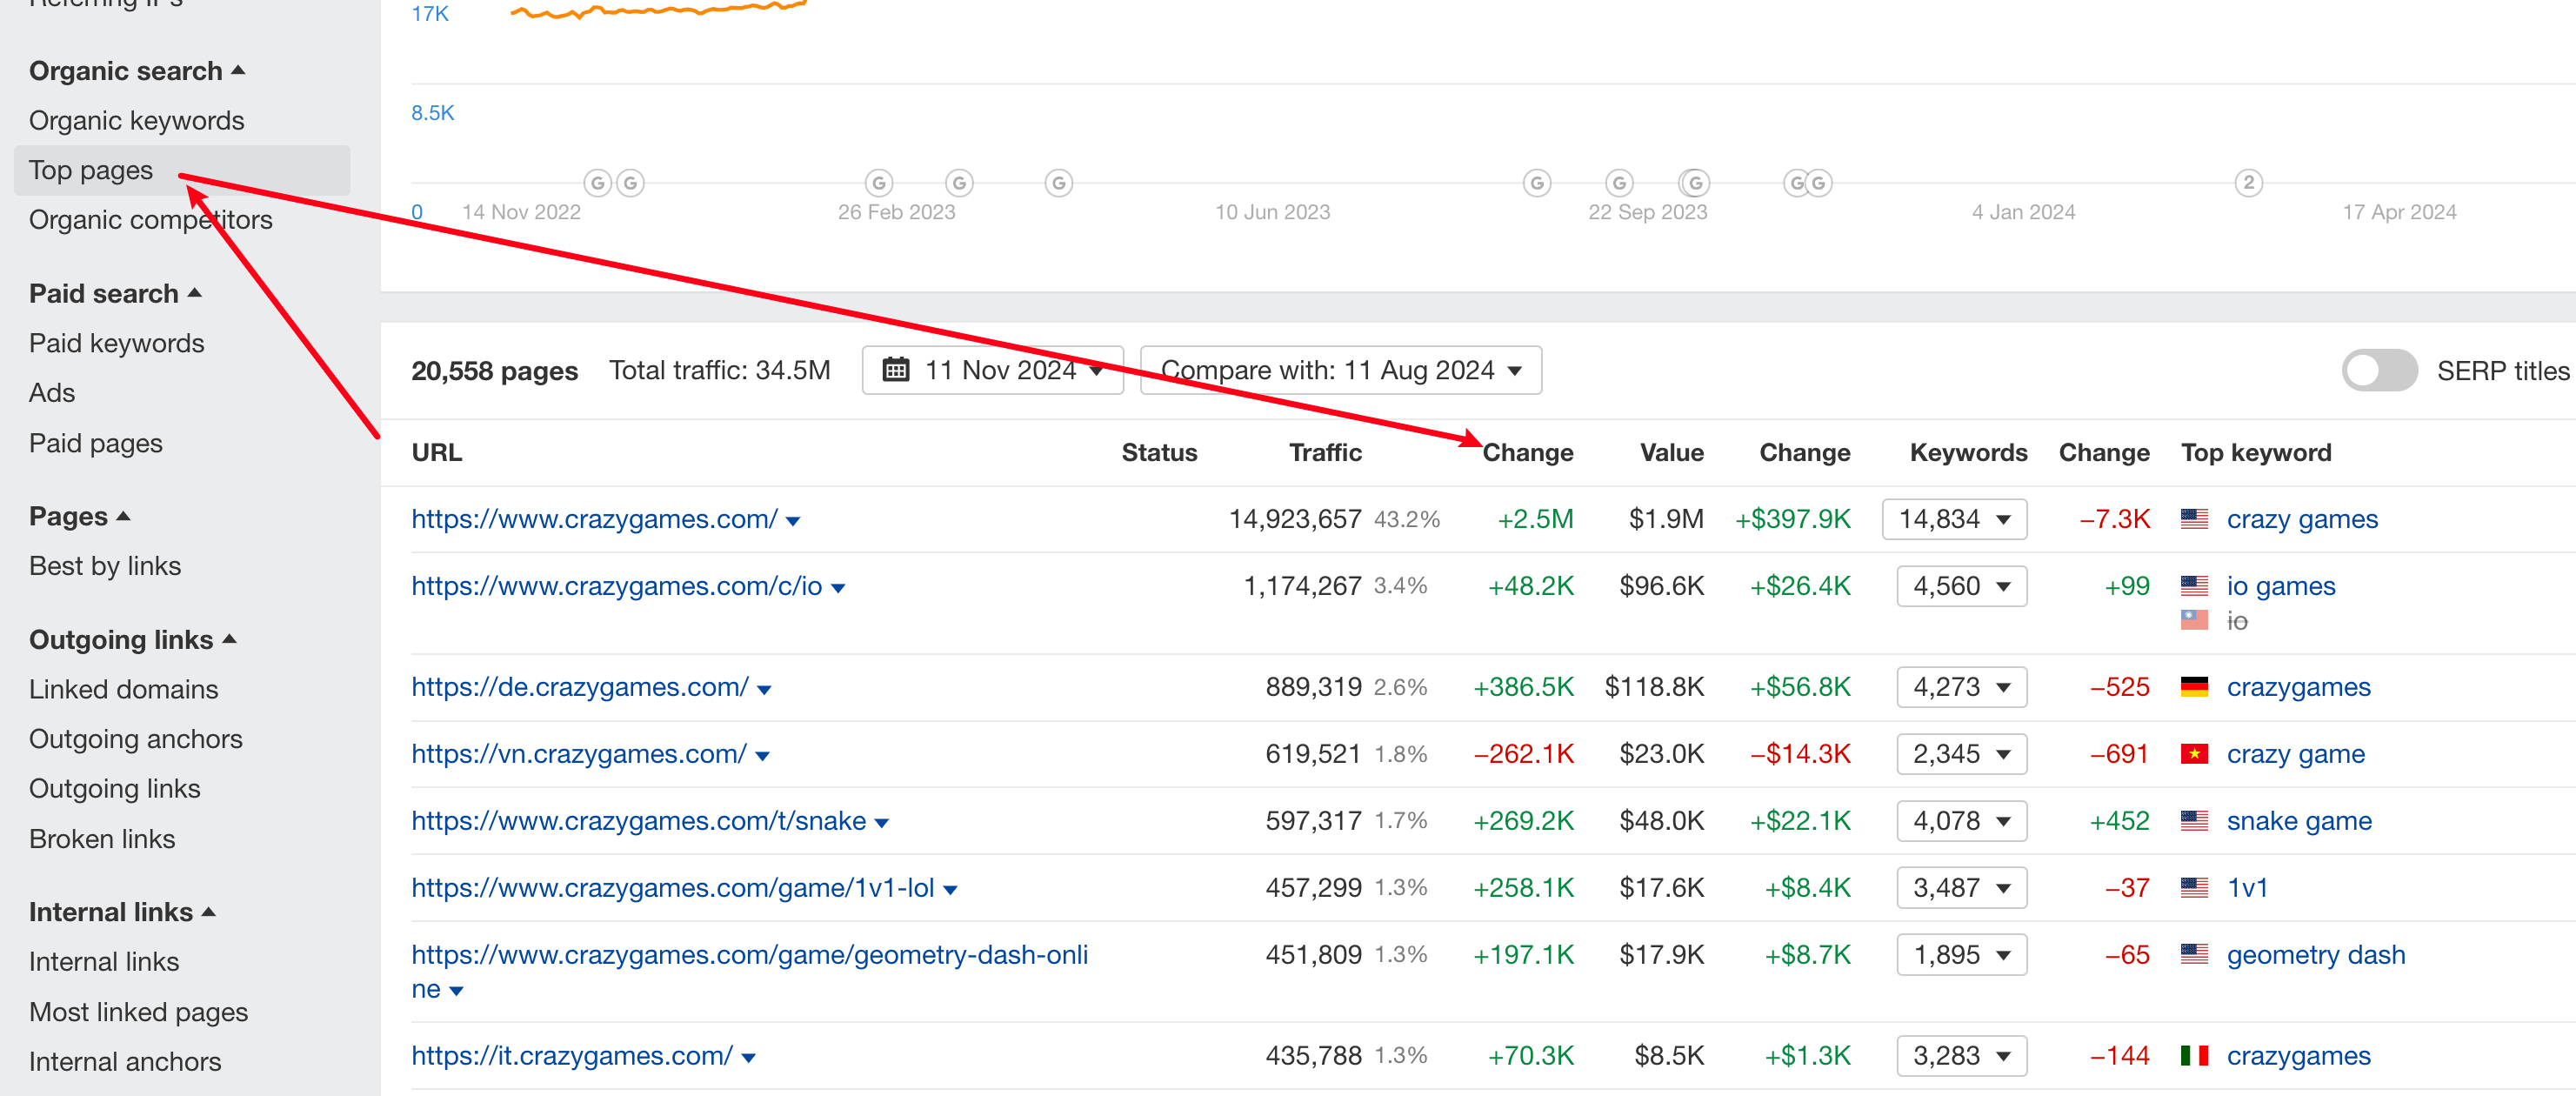 Referring IPs
Organic search
Organic keywords
Top pages
Organic competitors
Paid search
Paid keywords
Ads
Paid pages
Pages
Best by links
Outgoing links
Linked domains
Outgoing anchors
Outgoing links
Broken links
Internal links
Internal links
Most linked pages
Internal anchors
17K
8.5K
G G G G G G G G G G 2
0 14 Nov 2022 26 Feb 2023 10 Jun 2023 22 Sep 2023 4 Jan 2024 17 Apr 2024
20,558 pages Total traffic: 34.5M 11 Nov 2024 Compare with: 11 Aug 2024 SERP titles
URL Status Traffic Change Value Change Keywords Change Top keyword
https://www.crazygames.com/ 14,923,657 43.2% +2.5M $1.9M +$397.9K 14,834 −7.3K crazy games
https://www.crazygames.com/c/io 1,174,267 3.4% +48.2K $96.6K +$26.4K 4,560 +99 io games
io
https://de.crazygames.com/ 889,319 2.6% +386.5K $118.8K +$56.8K 4,273 −525 crazygames
https://vn.crazygames.com/ 619,521 1.8% −262.1K $23.0K −$14.3K 2,345 −691 crazy game
https://www.crazygames.com/t/snake 597,317 1.7% +269.2K $48.0K +$22.1K 4,078 +452 snake game
https://www.crazygames.com/game/1v1-lol 457,299 1.3% +258.1K $17.6K +$8.4K 3,487 −37 1v1
https://www.crazygames.com/game/geometry-dash-onli 451,809 1.3% +197.1K $17.9K +$8.7K 1,895 −65 geometry dash
ne
https://it.crazygames.com/ 435,788 1.3% +70.3K $8.5K +$1.3K 3,283 −144 crazygames